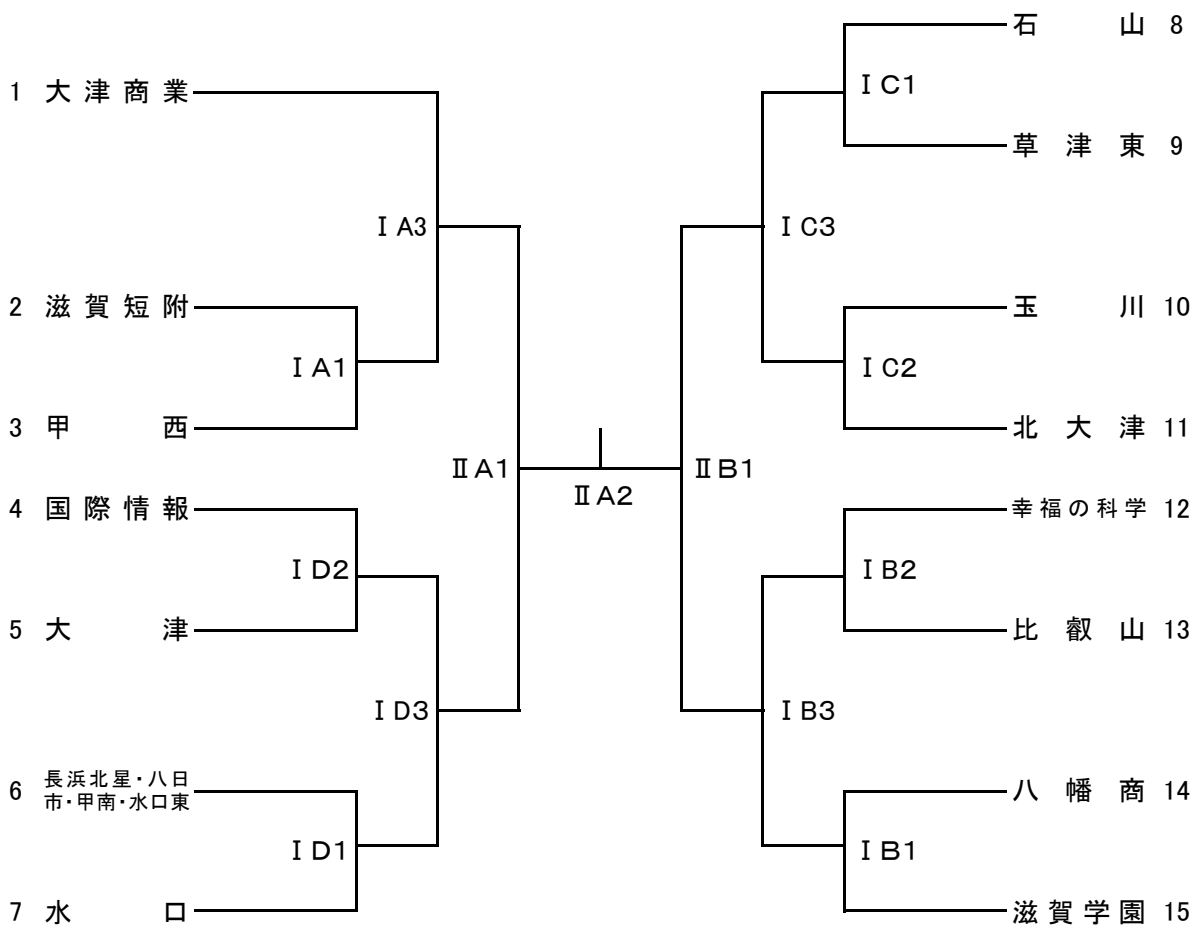 1 大津商業
ⅠA3
2 滋賀短附
ⅠA1
3 甲西
ⅡA1
4 国際情報
ⅠD2
5 大津
ⅠD3
6 長浜北星・八日
市・甲南・水口東
ⅠD1
7 水口
ⅡA2
石山 8
ⅠC1
草津東 9
ⅠC3
玉川 10
ⅠC2
北大津 11
ⅡB1
幸福の科学 12
ⅠB2
比叡山 13
ⅠB3
八幡商 14
ⅠB1
滋賀学園 15